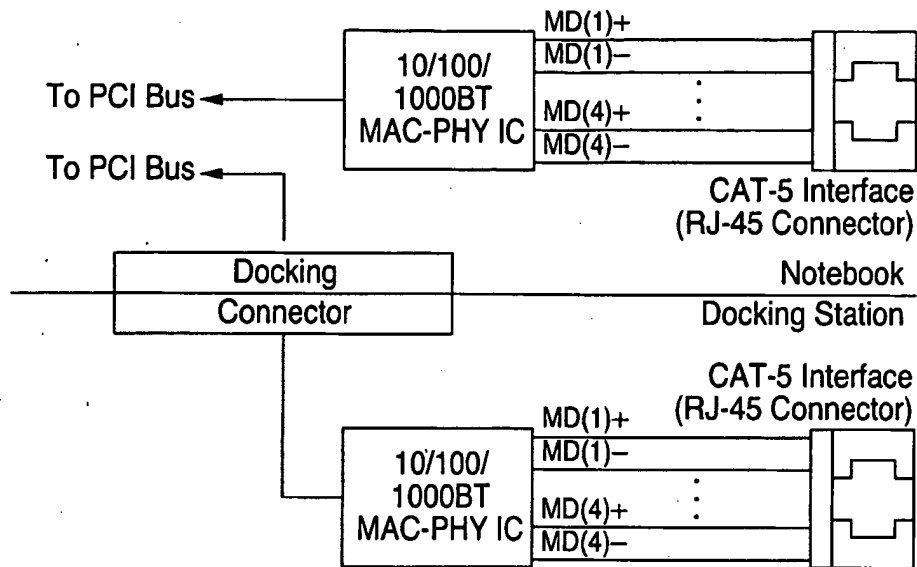 MD(1)+
MD(1)–
MD(4)+
MD(4)–
10/100/
1000BT
MAC-PHY IC
To PCI Bus
To PCI Bus
CAT-5 Interface
(RJ-45 Connector)
Docking
Connector
Notebook
Docking Station
CAT-5 Interface
(RJ-45 Connector)
MD(1)+
MD(1)–
MD(4)+
MD(4)–
10/100/
1000BT
MAC-PHY IC